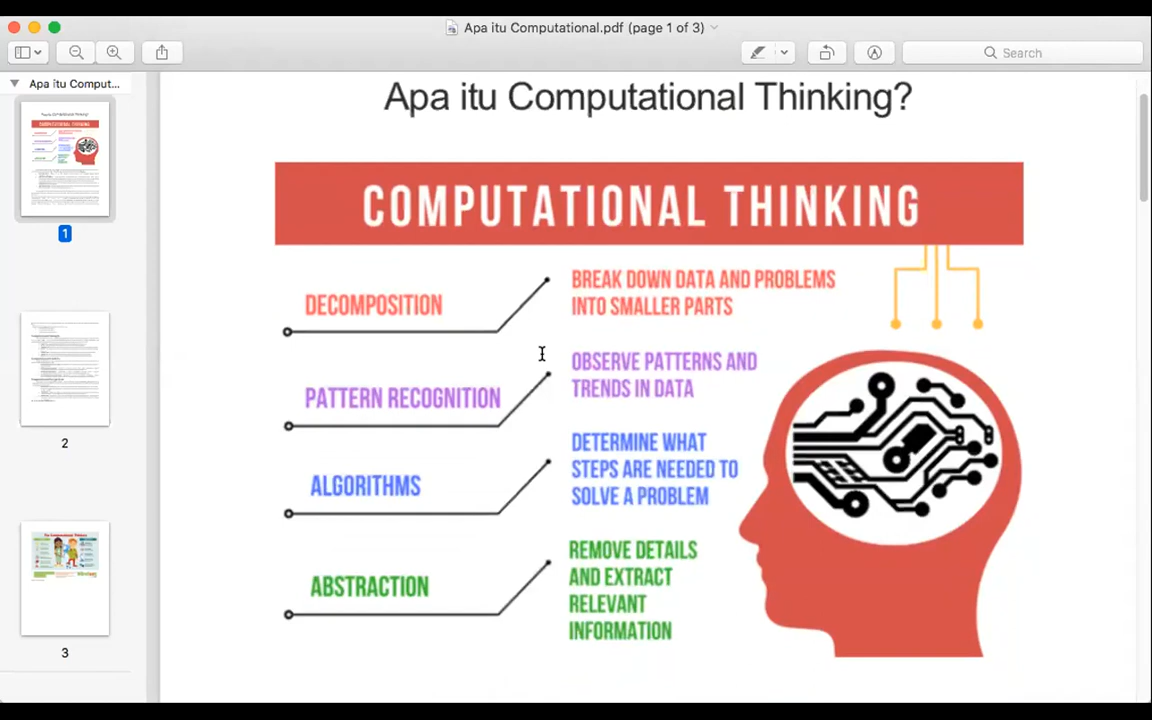 Apa itu Computational.pdf (page 1 of 3)
Search
Apa itu Comput...
1
2
3
Apa itu Computational Thinking?
COMPUTATIONAL THINKING
DECOMPOSITION
BREAK DOWN DATA AND PROBLEMS
INTO SMALLER PARTS
PATTERN RECOGNITION
OBSERVE PATTERNS AND
TRENDS IN DATA
ALGORITHMS
DETERMINE WHAT
STEPS ARE NEEDED TO
SOLVE A PROBLEM
ABSTRACTION
REMOVE DETAILS
AND EXTRACT
RELEVANT
INFORMATION